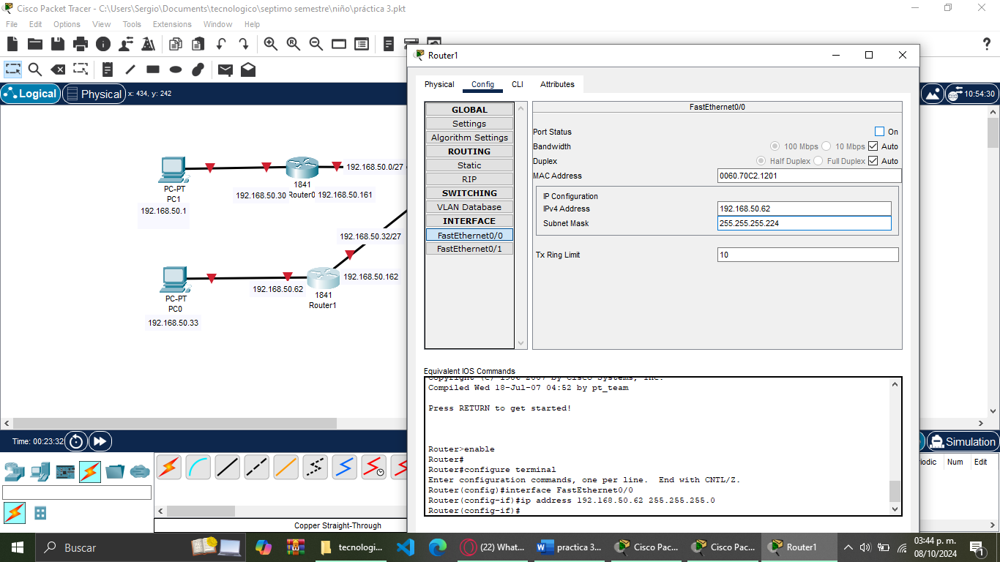 Cisco Packet Tracer - C:\Users\Sergio\Documents\tecnologico\septimo semestre\niño\práctica 3.pkt
File Edit Options View Tools Extensions Window Help
Router1
Physical Config CLI Attributes
Logical Physical x: 434, y: 242
10:54:30
GLOBAL
Settings
Algorithm Settings
ROUTING
Static
RIP
SWITCHING
VLAN Database
INTERFACE
FastEthernet0/0
FastEthernet0/1
FastEthernet0/0
Port Status On
Bandwidth 100 Mbps 10 Mbps Auto
Duplex Half Duplex Full Duplex Auto
MAC Address 0060.70C2.1201
IP Configuration
IPv4 Address 192.168.50.62
Subnet Mask 255.255.255.224
Tx Ring Limit 10
192.168.50.0/27
PC-PT
PC1
192.168.50.1
1841
Router0
192.168.50.30
192.168.50.161
192.168.50.32/27
192.168.50.162
192.168.50.62
1841
Router1
PC-PT
PC0
192.168.50.33
Equivalent IOS Commands
Copyright (c) 1986-2007 by Cisco Systems, Inc.
Compiled Wed 18-Jul-07 04:52 by pt_team
Press RETURN to get started!
Router>enable
Router#
Router#configure terminal
Enter configuration commands, one per line. End with CNTL/Z.
Router(config)#interface FastEthernet0/0
Router(config-if)#ip address 192.168.50.62 255.255.255.0
Router(config-if)#
Time: 00:23:32
Simulation
iodic Num Edit
Copper Straight-Through
Buscar
tecnologi...
(22) What...
practica 3...
Cisco Pac...
Cisco Pac...
Router1
03:44 p. m.
08/10/2024
1